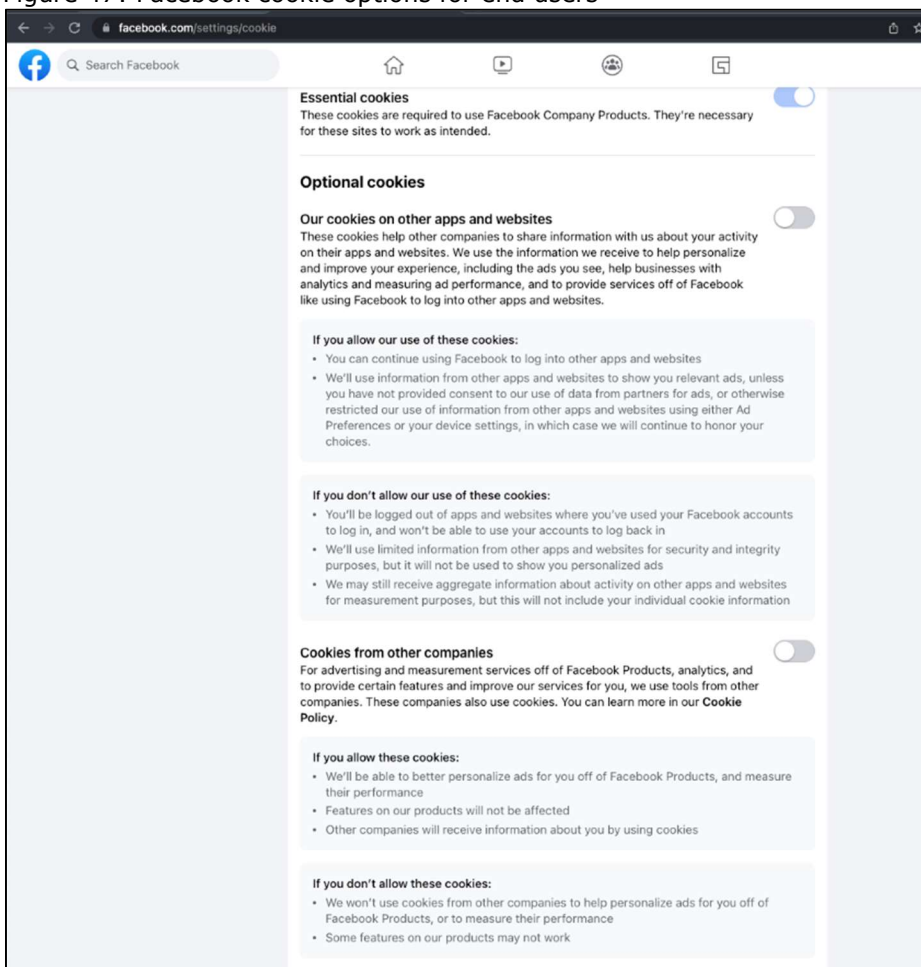 Figure 47: Facebook cookie options for end-users
facebook.com/settings/cookie
Search Facebook
Essential cookies
These cookies are required to use Facebook Company Products. They're necessary
for these sites to work as intended.
Optional cookies
Our cookies on other apps and websites
These cookies help other companies to share information with us about your activity
on their apps and websites. We use the information we receive to help personalize
and improve your experience, including the ads you see, help businesses with
analytics and measuring ad performance, and to provide services off of Facebook
like using Facebook to log into other apps and websites.
If you allow our use of these cookies:
• You can continue using Facebook to log into other apps and websites
• We'll use information from other apps and websites to show you relevant ads, unless
you have not provided consent to our use of data from partners for ads, or otherwise
restricted our use of information from other apps and websites using either Ad
Preferences or your device settings, in which case we will continue to honor your
choices.
If you don't allow our use of these cookies:
• You'll be logged out of apps and websites where you've used your Facebook accounts
to log in, and won't be able to use your accounts to log back in
• We'll use limited information from other apps and websites for security and integrity
purposes, but it will not be used to show you personalized ads
• We may still receive aggregate information about activity on other apps and websites
for measurement purposes, but this will not include your individual cookie information
Cookies from other companies
For advertising and measurement services off of Facebook Products, analytics, and
to provide certain features and improve our services for you, we use tools from other
companies. These companies also use cookies. You can learn more in our Cookie
Policy.
If you allow these cookies:
• We'll be able to better personalize ads for you off of Facebook Products, and measure
their performance
• Features on our products will not be affected
• Other companies will receive information about you by using cookies
If you don't allow these cookies:
• We won't use cookies from other companies to help personalize ads for you off of
Facebook Products, or to measure their performance
• Some features on our products may not work